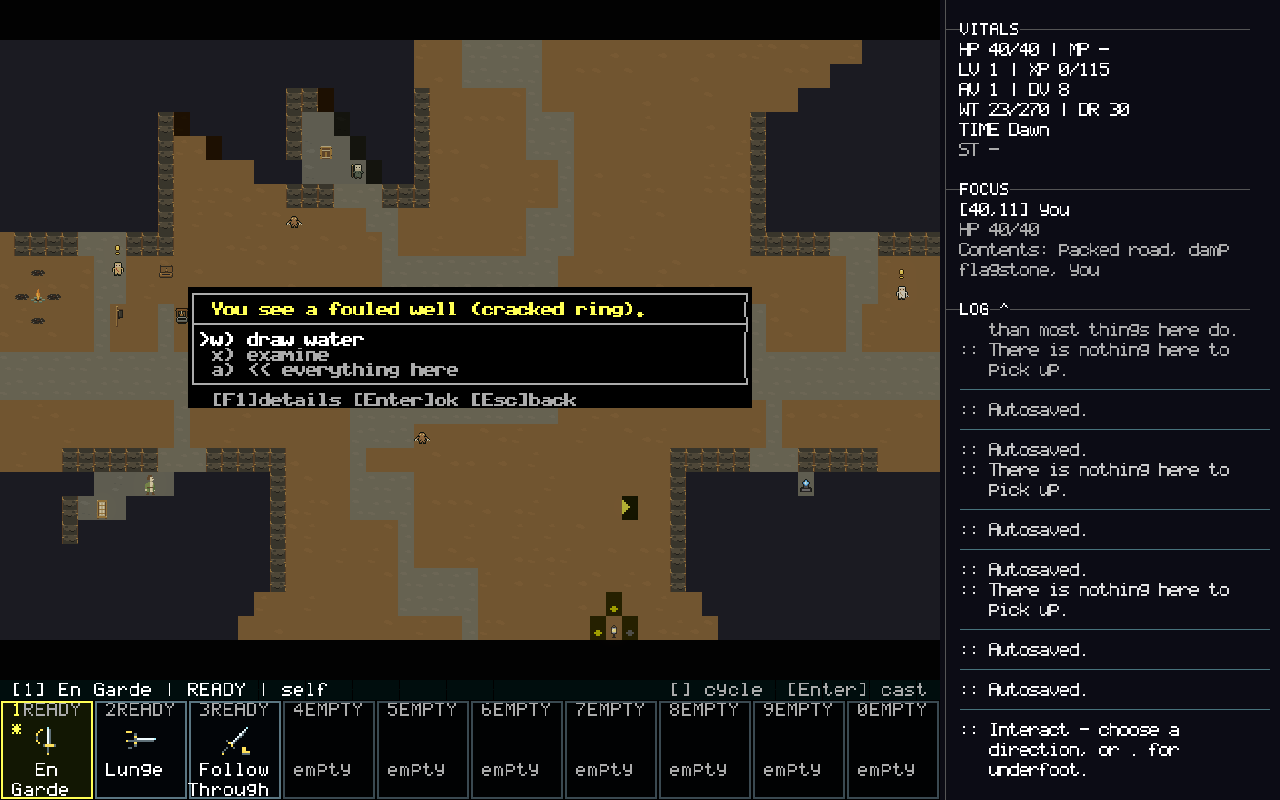 VITALS
HP 40/40 | MP -
LV 1 | XP 0/115
AV 1 | DV 8
WT 23/270 | DR 30
TIME Dawn
ST -
FOCUS
[40,11] You
HP 40/40
Contents: Packed road, damp
flagstone, You
LOG ^
than most things here do.
:: There is nothing here to
Pick up.
:: Autosaved.
:: Autosaved.
:: There is nothing here to
Pick up.
:: Autosaved.
:: Autosaved.
:: There is nothing here to
Pick up.
:: Autosaved.
:: Autosaved.
:: Interact - choose a
direction, or . for
underfoot.
You see a fouled well (cracked ring).
>w) draw water
x) examine
a) << everything here
[F1]details [Enter]ok [Esc]back
[1] En Garde | READY | self
[] cycle [Enter] cast
1READY 2READY 3READY 4EMPTY 5EMPTY 6EMPTY 7EMPTY 8EMPTY 9EMPTY 0EMPTY
*
En Garde
Lunge
Follow Through
empty empty empty empty empty empty empty